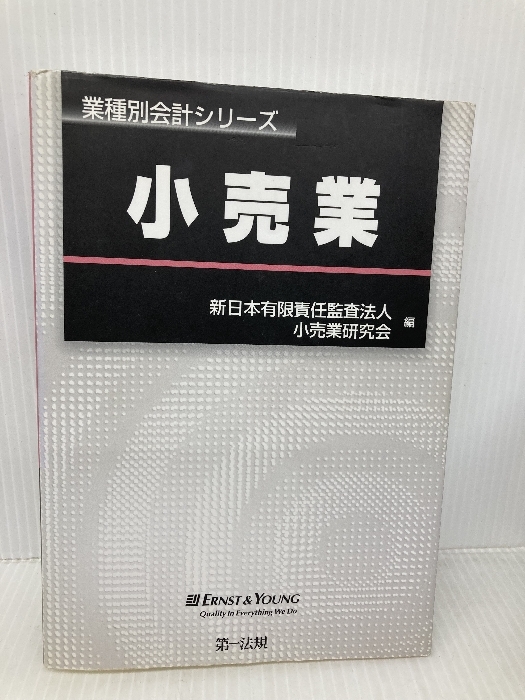 業種別会計シリーズ
小売業
新日本有限責任監査法人
小売業研究会
編
ERNST & YOUNG
Quality In Everything We Do
第一法規